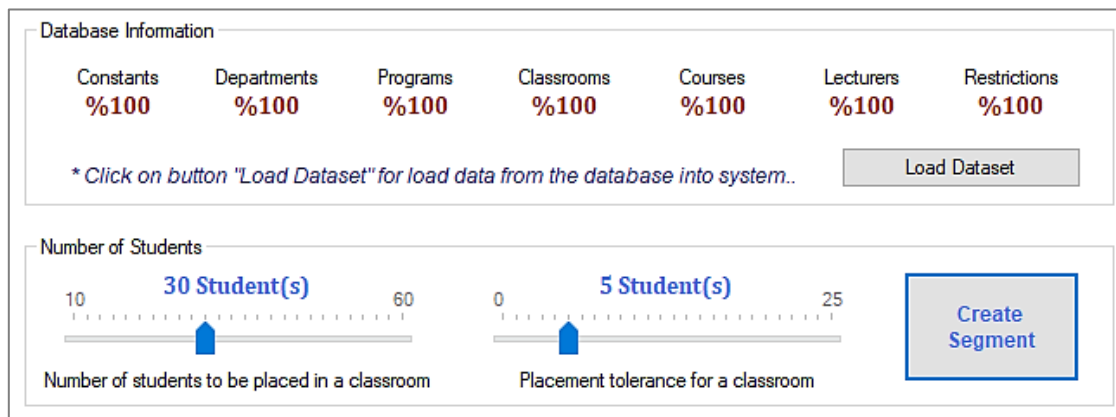 Database Information
Constants Departments Programs Classrooms Courses Lecturers Restrictions
%100 %100 %100 %100 %100 %100 %100
* Click on button "Load Dataset" for load data from the database into system..
Load Dataset
Number of Students
30 Student(s)
10 60
Number of students to be placed in a classroom
5 Student(s)
0 25
Placement tolerance for a classroom
Create
Segment